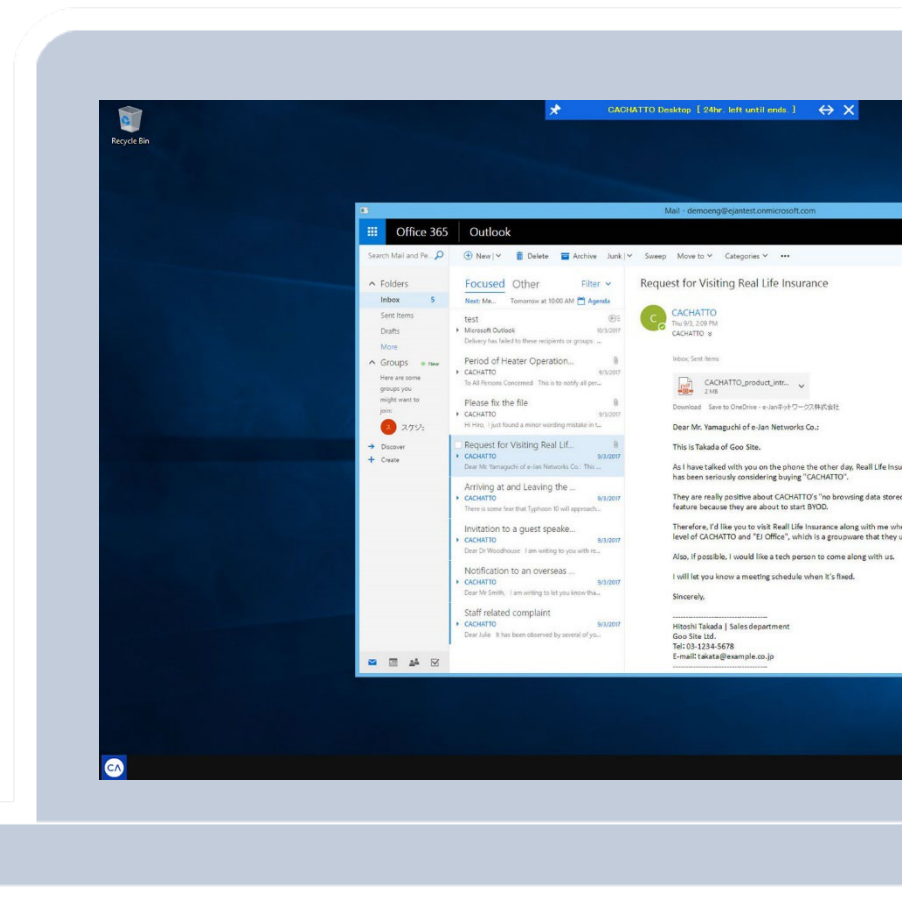 Recycle Bin
CACHATTO Desktop [ 24hr. left until ends. ]
Mail - demoeng@ejantest.onmicrosoft.com
Office 365
Outlook
Search Mail and Pe...
New
Delete
Archive
Junk
Sweep
Move to
Categories
Folders
Inbox 5
Sent Items
Drafts
More
Groups New
Here are some
groups you
might want to
join:
ス
スケジ
Discover
Create
Focused Other Filter
Next: Me... Tomorrow at 10:00 AM Agenda
test
Microsoft Outlook 10/3/2017
Delivery has failed to these recipients or groups: ...
Period of Heater Operation...
CACHATTO 9/3/2017
To All Persons Concerned This is to notify all per...
Please fix the file
CACHATTO 9/3/2017
Hi Hiro, I just found a minor wording mistake in t...
Request for Visiting Real Lif...
CACHATTO 9/3/2017
Dear Mr. Yamaguchi of e-Jan Networks Co.: This ...
Arriving at and Leaving the ...
CACHATTO 9/3/2017
There is some fear that Typhoon 10 will approach...
Invitation to a guest speake...
CACHATTO 9/3/2017
Dear Dr Woodhouse I am writing to you with re...
Notification to an overseas ...
CACHATTO 9/3/2017
Dear Mr Smith, I am writing to let you know tha...
Staff related complaint
CACHATTO 9/3/2017
Dear Julie It has been observed by several of yo...
Request for Visiting Real Life Insurance
C
CACHATTO
Thu 9/3, 2:09 PM
CACHATTO
Inbox; Sent Items
CACHATTO_product_intr...
2 MB
Download Save to OneDrive - e-Janネットワークス株式会社
Dear Mr. Yamaguchi of e-Jan Networks Co.:
This is Takada of Goo Site.
As I have talked with you on the phone the other day, Reall Life Insu
has been seriously considering buying "CACHATTO".
They are really positive about CACHATTO's "no browsing data stored
feature because they are about to start BYOD.
Therefore, I'd like you to visit Reall Life Insurance along with me whe
level of CACHATTO and "EJ Office", which is a groupware that they u
Also, if possible, I would like a tech person to come along with us.
I will let you know a meeting schedule when it's fixed.
Sincerely,
----------------------------------
Hitoshi Takada | Sales department
Goo Site Ltd.
Tel: 03-1234-5678
E-mail: takata@example.co.jp
----------------------------------
CA